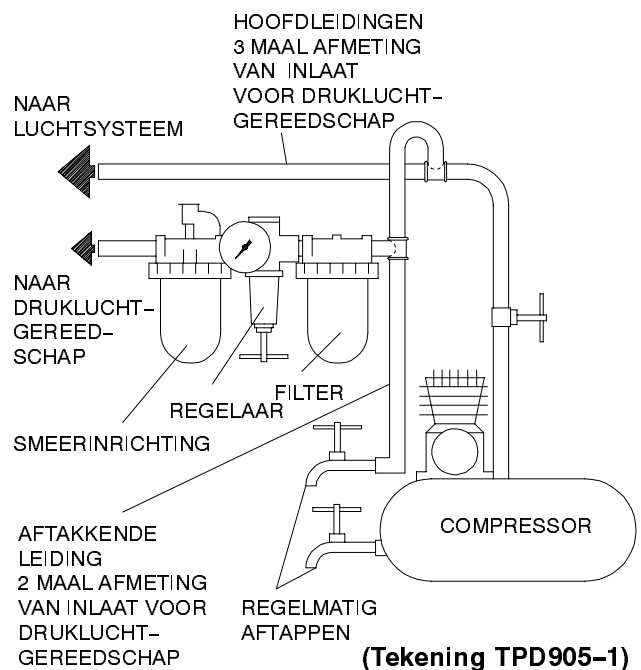 HOOFDLEIDINGEN
3 MAAL AFMETING
VAN INLAAT
VOOR DRUKLUCHT–
GEREEDSCHAP
NAAR
LUCHTSYSTEEM
NAAR
DRUKLUCHT–
GEREED–
SCHAP
FILTER
REGELAAR
SMEERINRICHTING
COMPRESSOR
AFTAKKENDE
LEIDING
2 MAAL AFMETING
VAN INLAAT VOOR
DRUKLUCHT–
GEREEDSCHAP
REGELMATIG
AFTAPPEN
(Tekening TPD905–1)